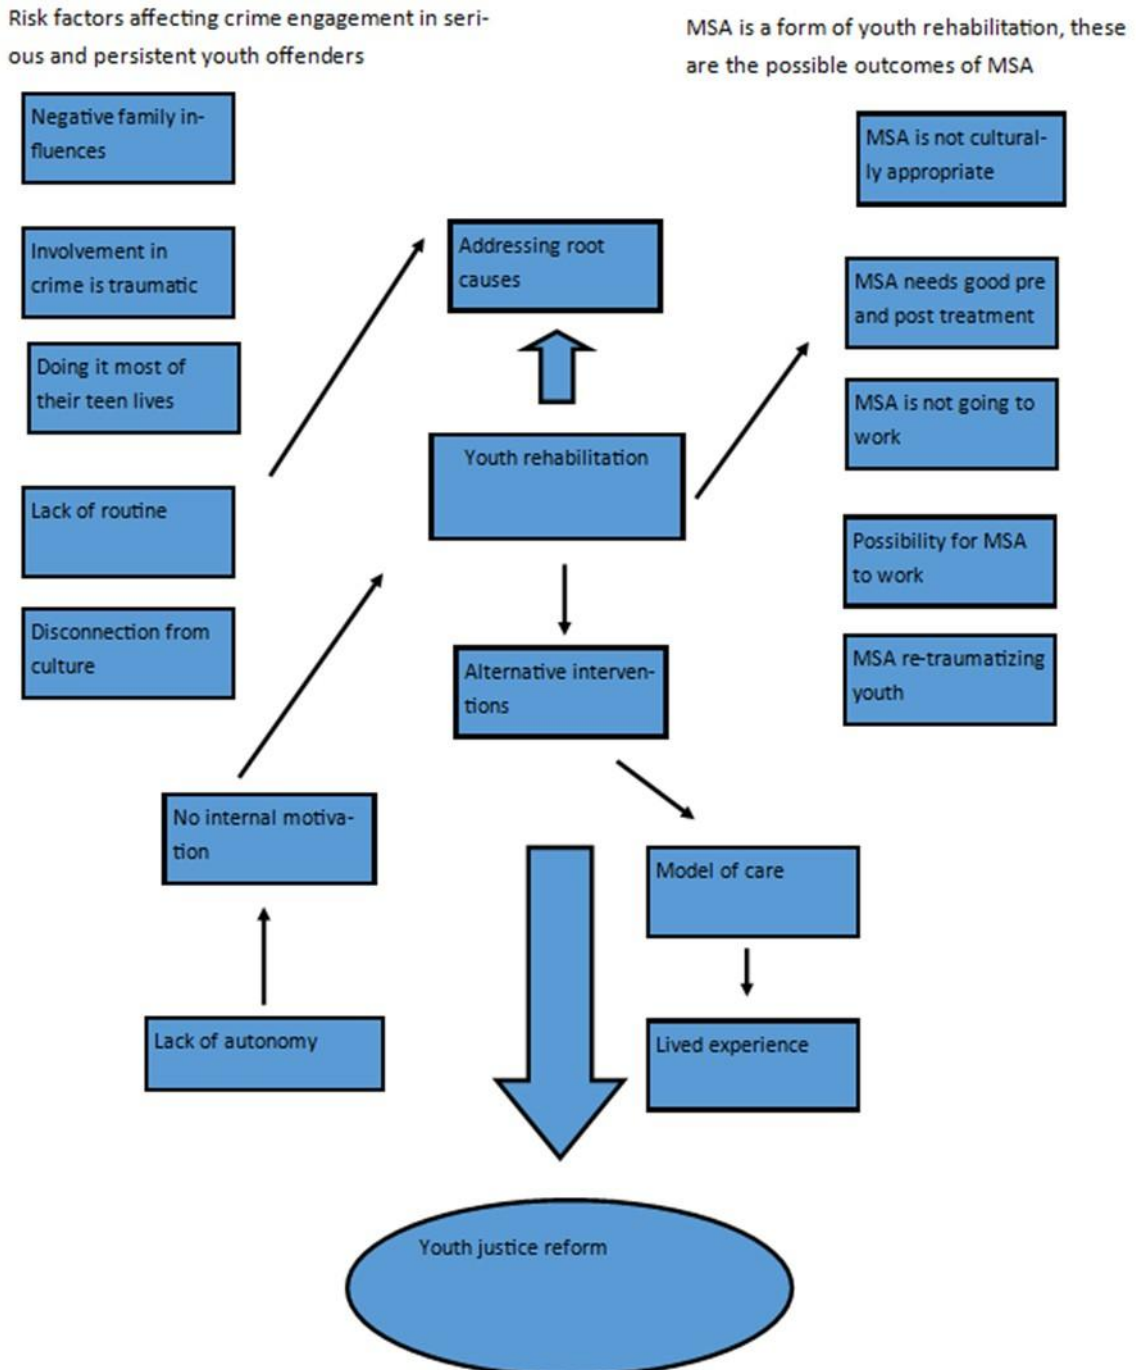 Risk factors affecting crime engagement in seri-
ous and persistent youth offenders
MSA is a form of youth rehabilitation, these
are the possible outcomes of MSA
Negative family in-
fluences
Involvement in
crime is traumatic
Doing it most of
their teen lives
Lack of routine
Disconnection from
culture
Addressing root
causes
Youth rehabilitation
Alternative interven-
tions
MSA is not cultural-
ly appropriate
MSA needs good pre
and post treatment
MSA is not going to
work
Possibility for MSA
to work
MSA re-traumatizing
youth
No internal motiva-
tion
Lack of autonomy
Model of care
Lived experience
Youth justice reform